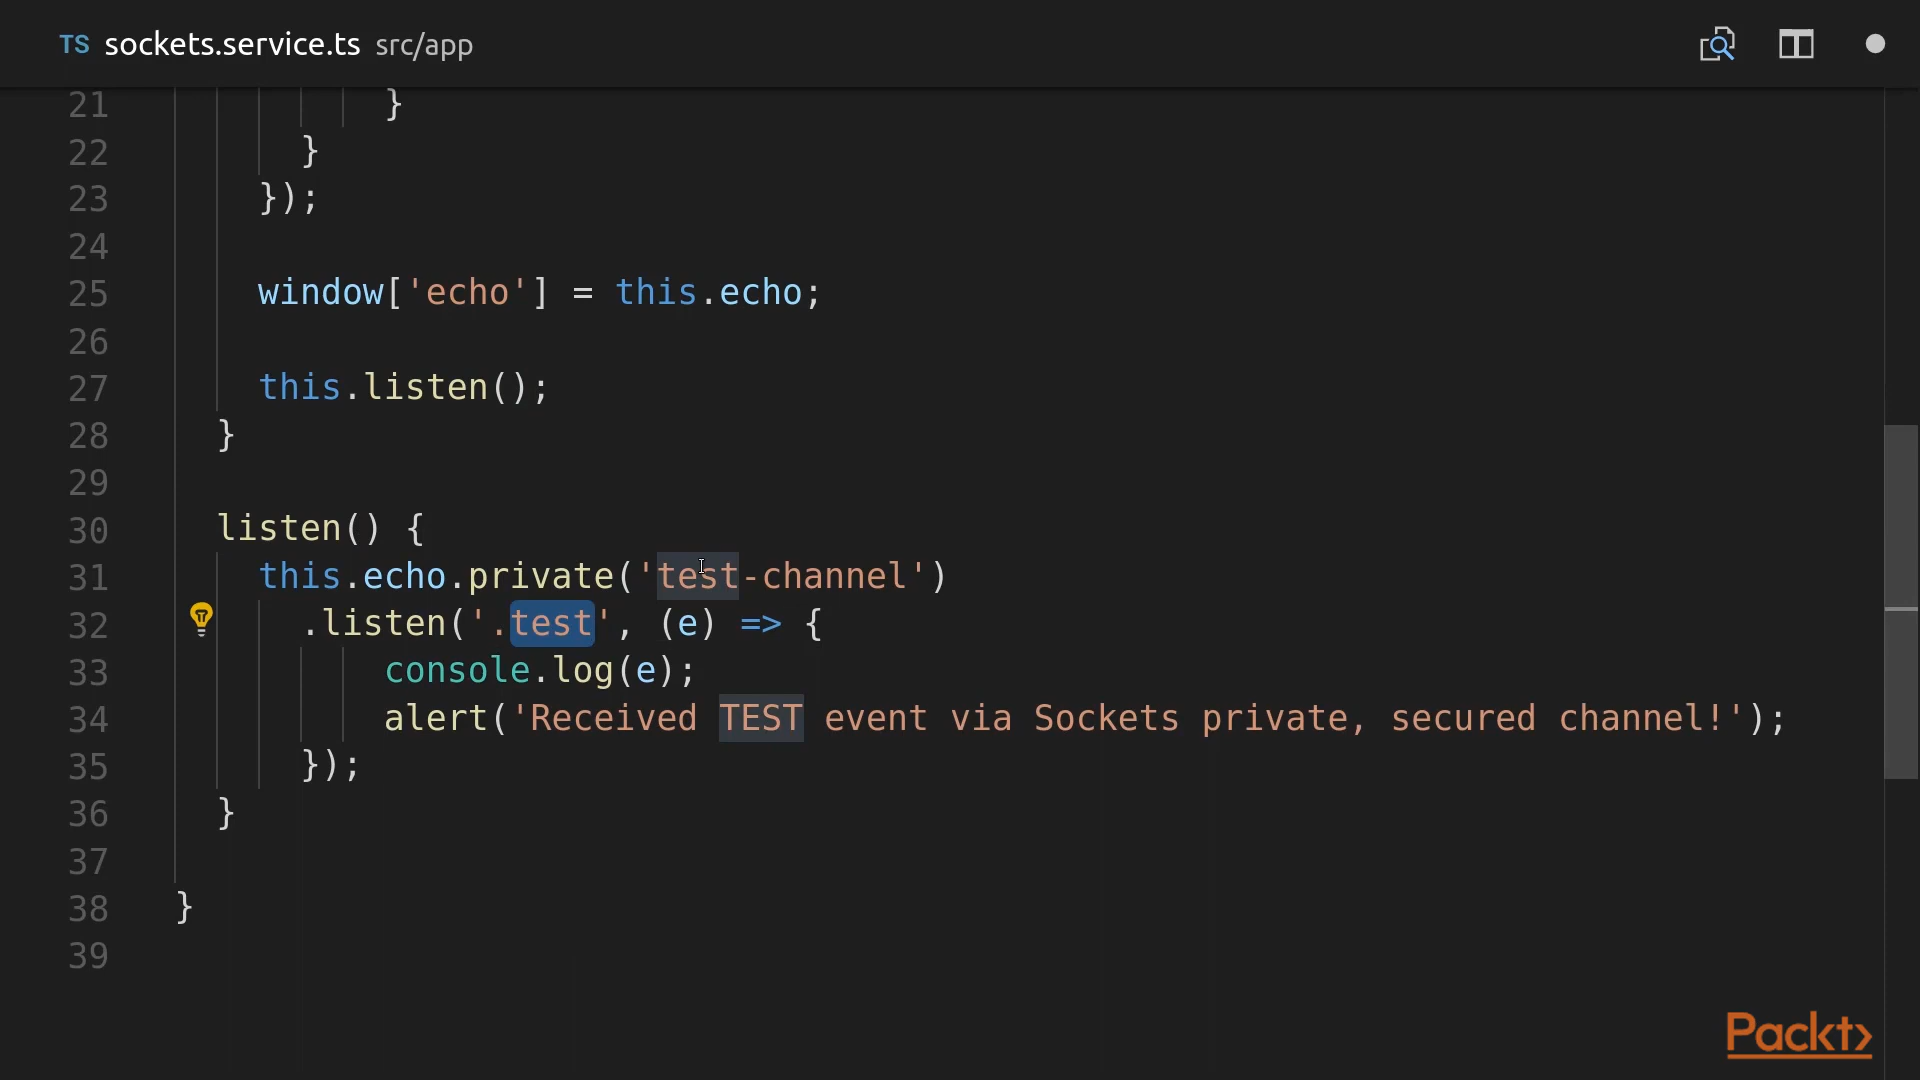 TS sockets.service.ts src/app
21 }
22 }
23 });
24
25 window['echo'] = this.echo;
26
27 this.listen();
28 }
29
30 listen() {
31 this.echo.private('test-channel')
32 .listen('.test', (e) => {
33 console.log(e);
34 alert('Received TEST event via Sockets private, secured channel!');
35 });
36 }
37
38 }
39
Packt>